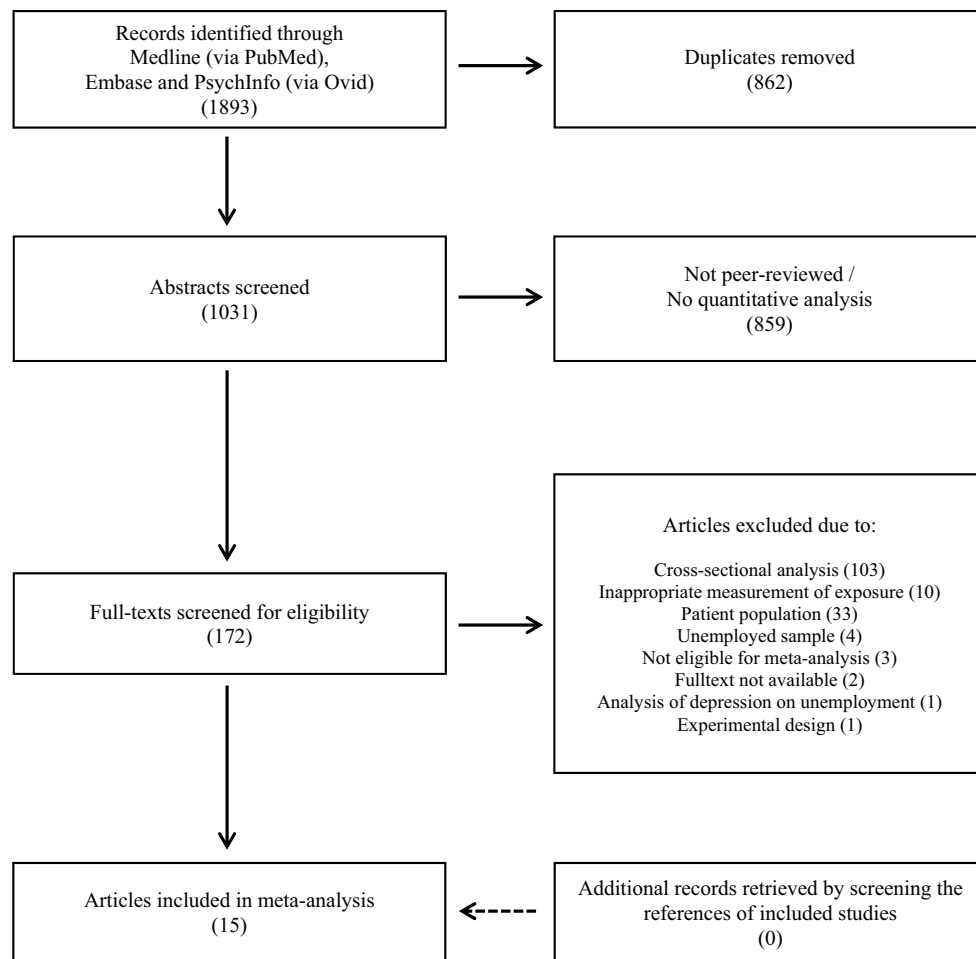 Records identified through
Medline (via PubMed),
Embase and PsychInfo (via Ovid)
(1893)
Duplicates removed
(862)
Abstracts screened
(1031)
Not peer-reviewed /
No quantitative analysis
(859)
Full-texts screened for eligibility
(172)
Articles excluded due to:
Cross-sectional analysis (103)
Inappropriate measurement of exposure (10)
Patient population (33)
Unemployed sample (4)
Not eligible for meta-analysis (3)
Fulltext not available (2)
Analysis of depression on unemployment (1)
Experimental design (1)
Articles included in meta-analysis
(15)
Additional records retrieved by screening the
references of included studies
(0)